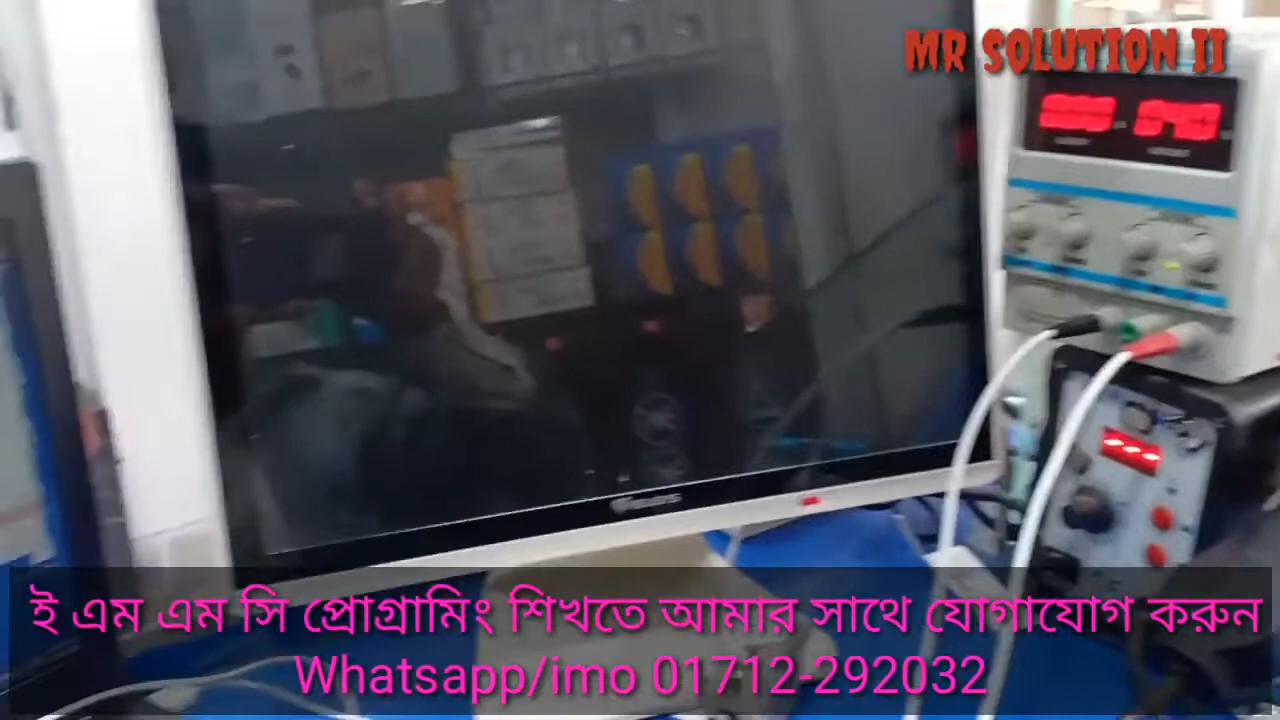 MR SOLUTION II
ই এম এম সি প্রোগ্রামিং শিখতে আমার সাথে যোগাযোগ করুন
Whatsapp/imo 01712-292032